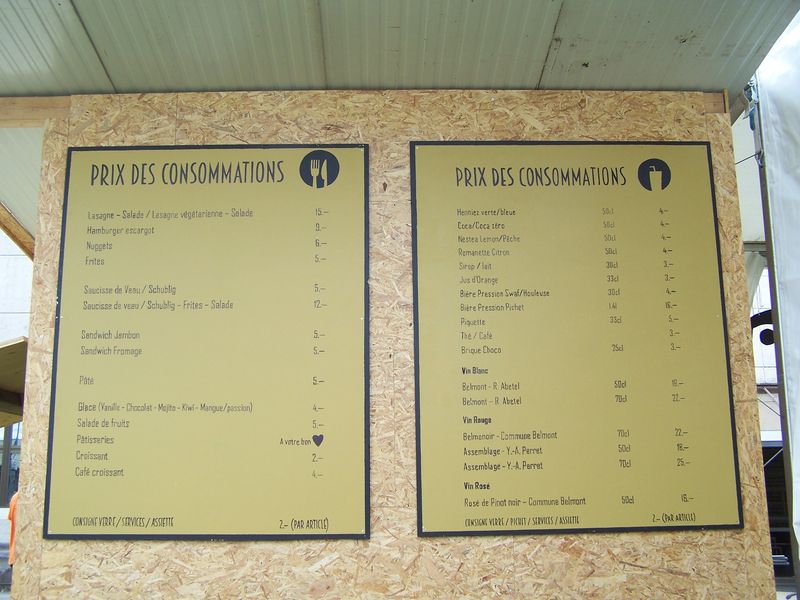 PRIX DES CONSOMMATIONS
Lasagne - Salade / Lasagne végétarienne - Salade 15.-
Hamburger escargot 9.-
Nuggets 6.-
Frites 5.-
Saucisse de Veau / Schublig 5.-
Saucisse de veau / Schublig - Frites - Salade 12.-
Sandwich Jambon 5.-
Sandwich Fromage 5.-
Pâte 5.-
Glace (Vanille - Chocolat - Mojito - Kiwi - Mangue/passion) 4.-
Salade de fruits 5.-
Pâtisseries A votre bon
Croissant 2.-
Café croissant 4.-
CONSIGNE VERRE / SERVICES / ASSIETTE 2.- (PAR ARTICLE)
PRIX DES CONSOMMATIONS
Henniez verte/bleue 50cl 4.-
Coca/Coca zéro 50cl 4.-
Nestea Lemon/Pêche 50cl 4.-
Romanette Citron 50cl 4.-
Sirop / lait 30cl 3.-
Jus d'Orange 33cl 3.-
Bière Pression Swaf/Houleuse 30cl 4.-
Bière Pression Pichet 1.4l 16.-
Piquette 33cl 5.-
Thé / Café 3.-
Brique Choco 25cl 3.-
Vin Blanc
Belmont - R. Abetel 50cl 18.-
Belmont - R. Abetel 70cl 22.-
Vin Rouge
Belmanoir - Commune Belmont 70cl 22.-
Assemblage - Y.-A. Perret 50cl 18.-
Assemblage - Y.-A. Perret 70cl 25.-
Vin Rosé
Rosé de Pinot noir - Commune Belmont 50cl 18.-
CONSIGNE VERRE / PICHET / SERVICES / ASSIETTE 2.- (PAR ARTICLE)